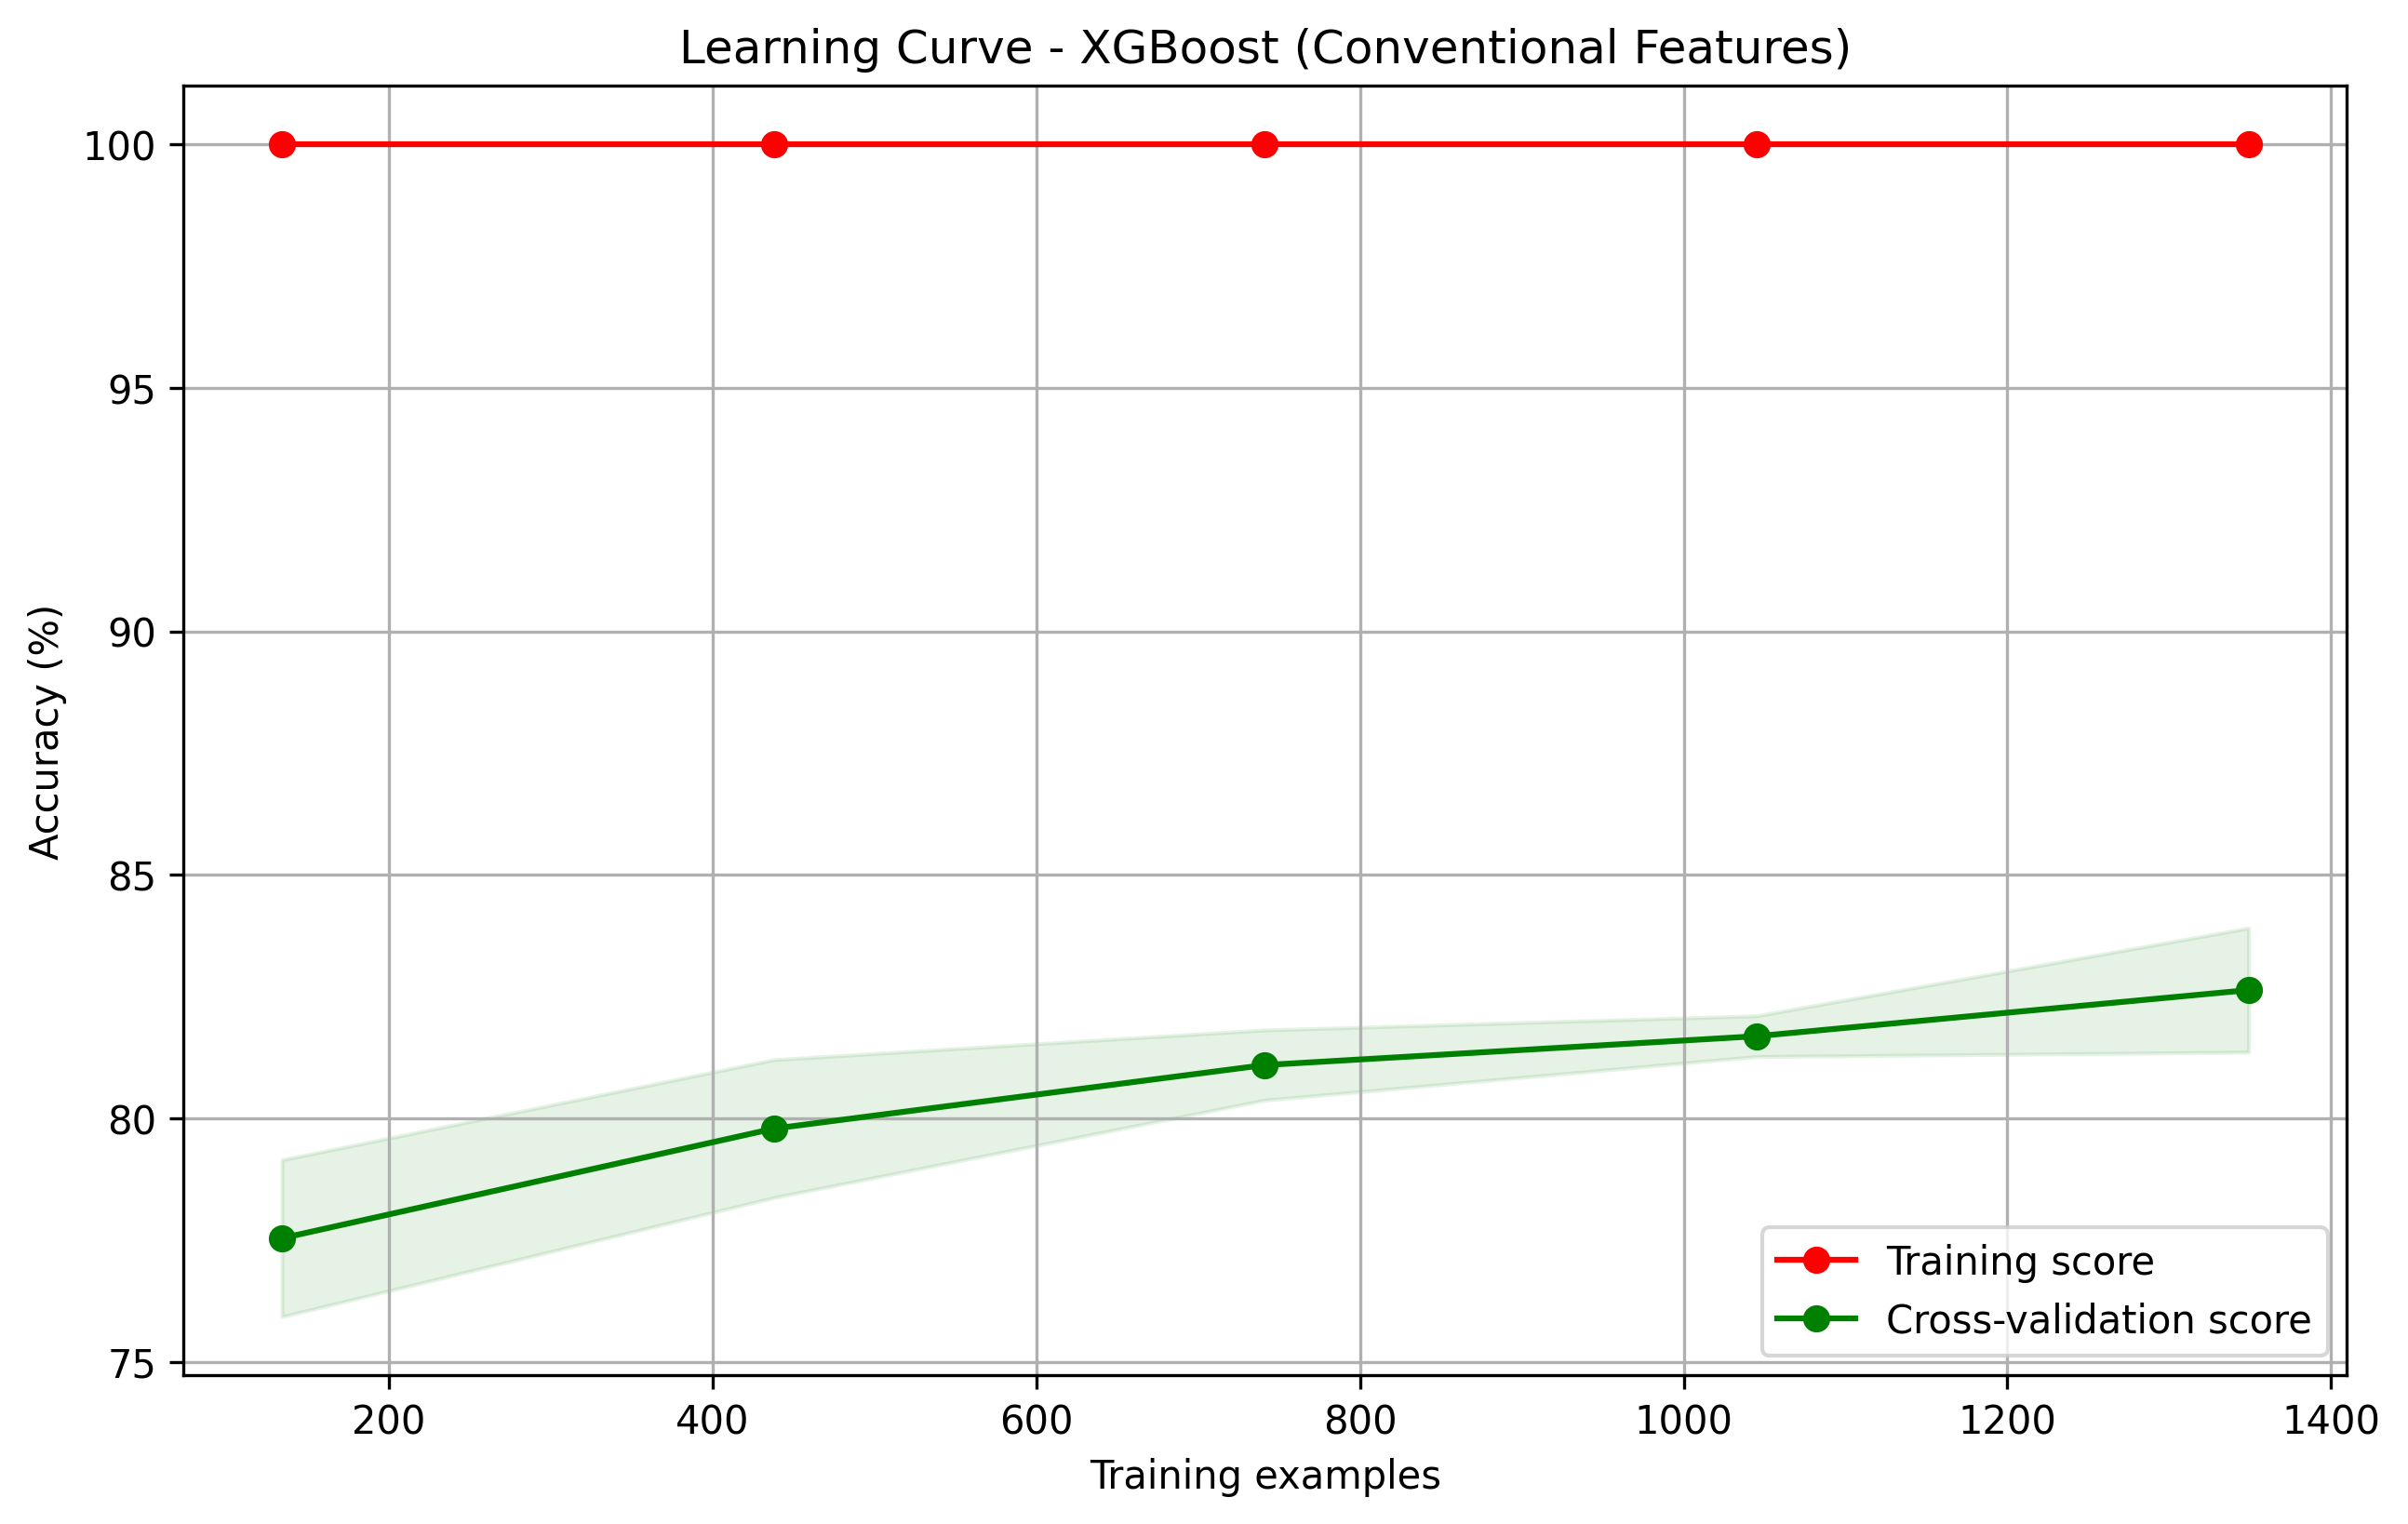 Learning Curve - XGBoost (Conventional Features)
100
95
90
85
80
75
Accuracy (%)
200 400 600 800 1000 1200 1400
Training examples
Training score
Cross-validation score